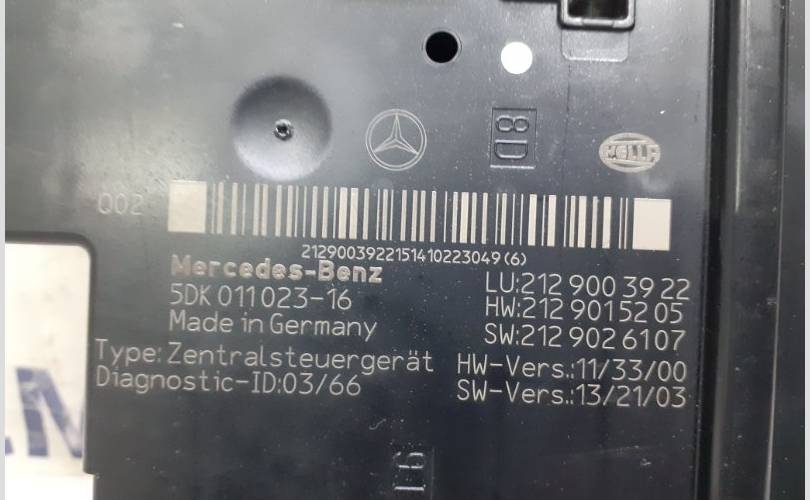 8D
HELLA
002
2129003922151410223049(6)
Mercedes-Benz
5DK 011 023-16
Made in Germany
LU:212 900 39 22
HW:212 901 52 05
SW:212 902 61 07
Type: Zentralsteuergerät
Diagnostic-ID:03/66
HW-Vers.:11/33/00
SW-Vers.:13/21/03